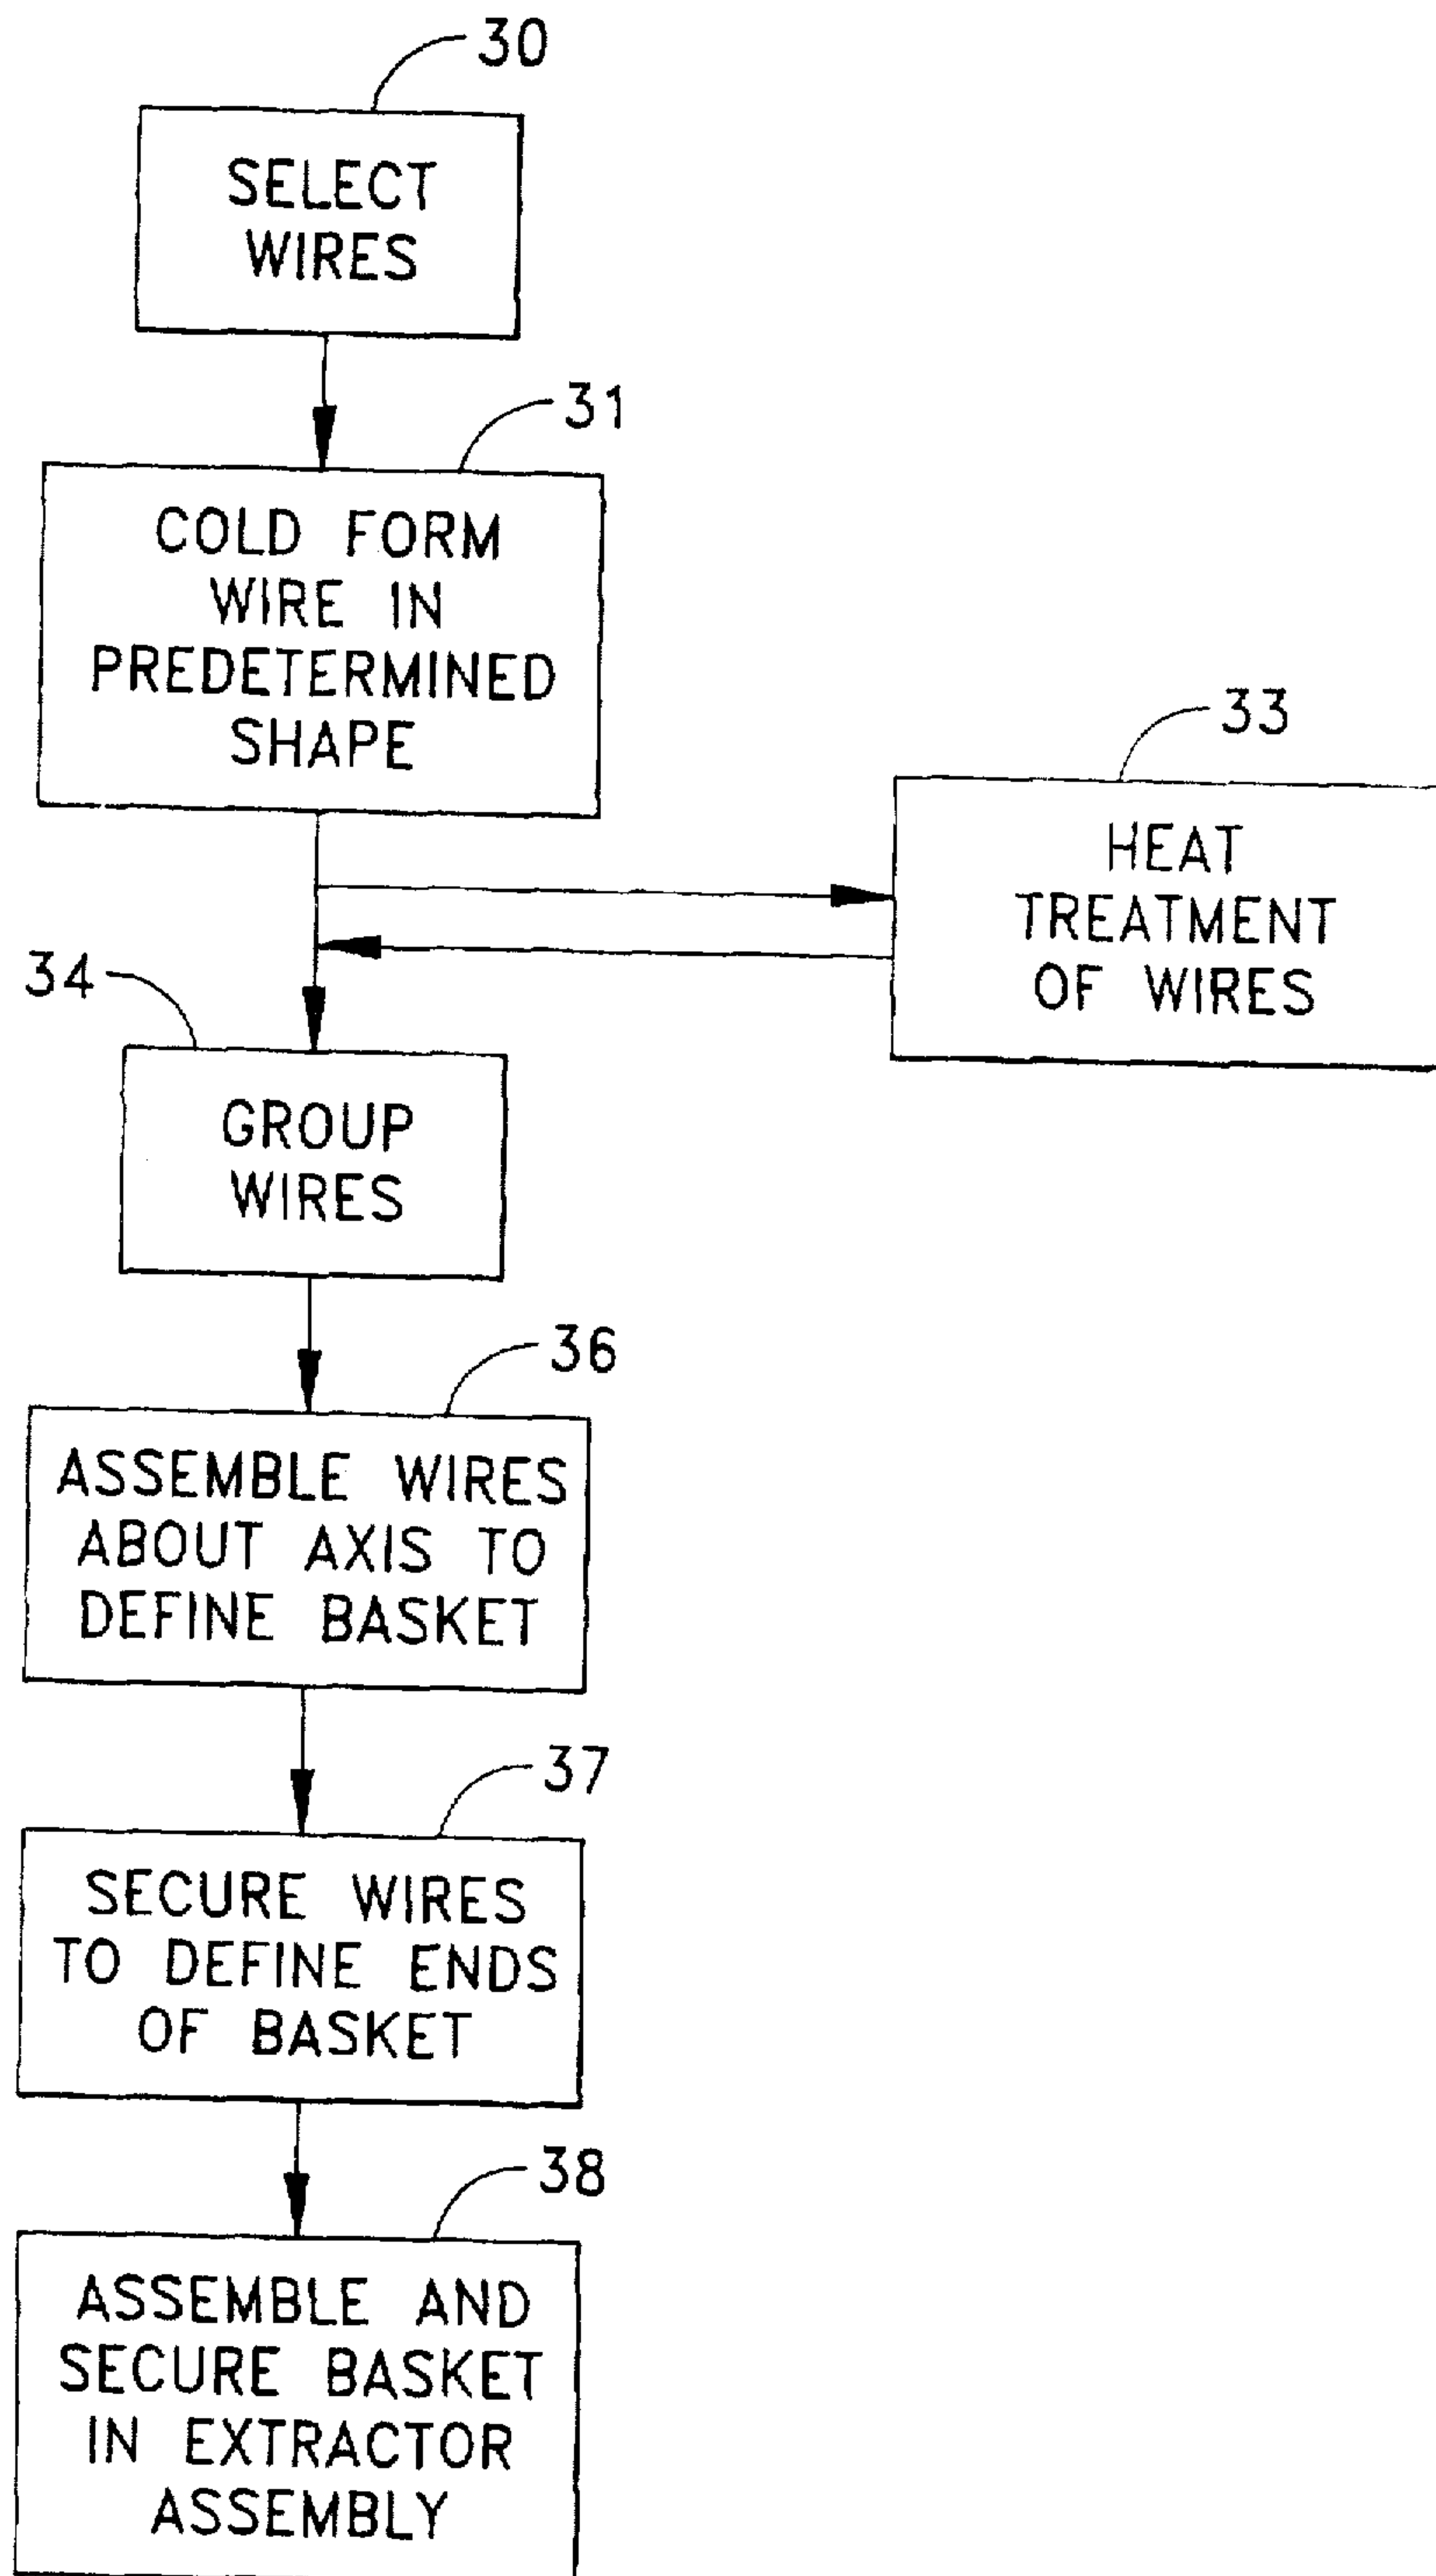 30
SELECT
WIRES
31
COLD FORM
WIRE IN
PREDETERMINED
SHAPE
33
HEAT
TREATMENT
OF WIRES
34
GROUP
WIRES
36
ASSEMBLE WIRES
ABOUT AXIS TO
DEFINE BASKET
37
SECURE WIRES
TO DEFINE ENDS
OF BASKET
38
ASSEMBLE AND
SECURE BASKET
IN EXTRACTOR
ASSEMBLY